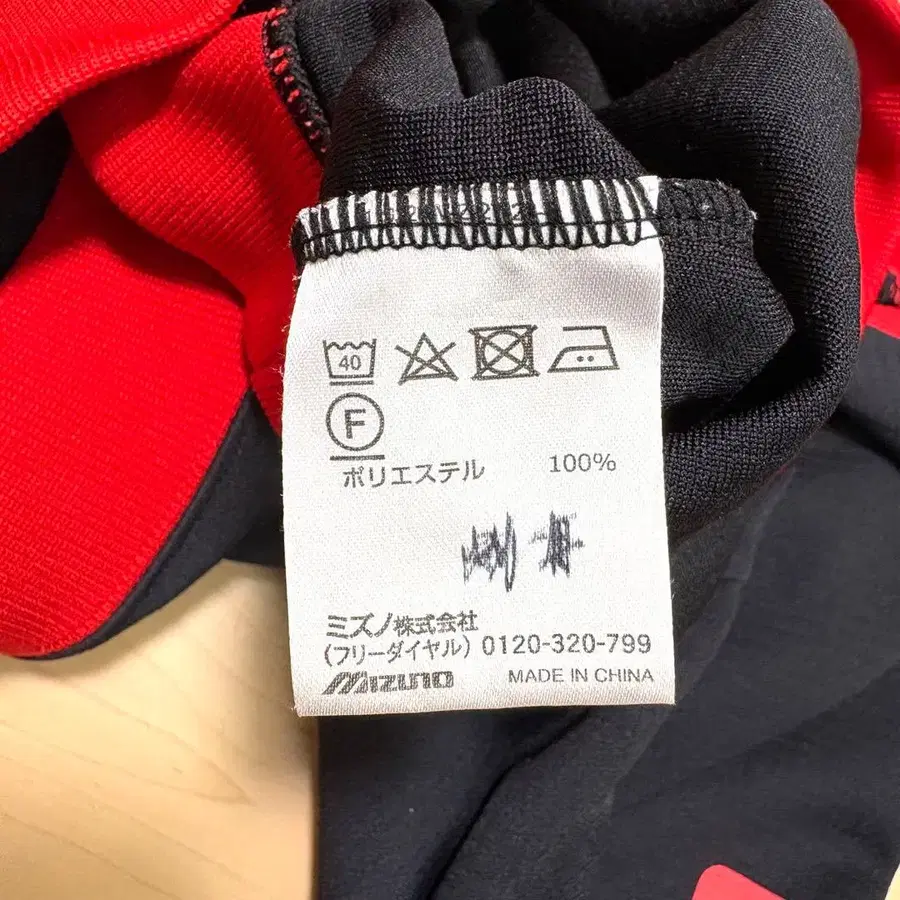 40
F
ポリエステル 100%
ミズノ株式会社
(フリーダイヤル) 0120-320-799
Mizuno MADE IN CHINA